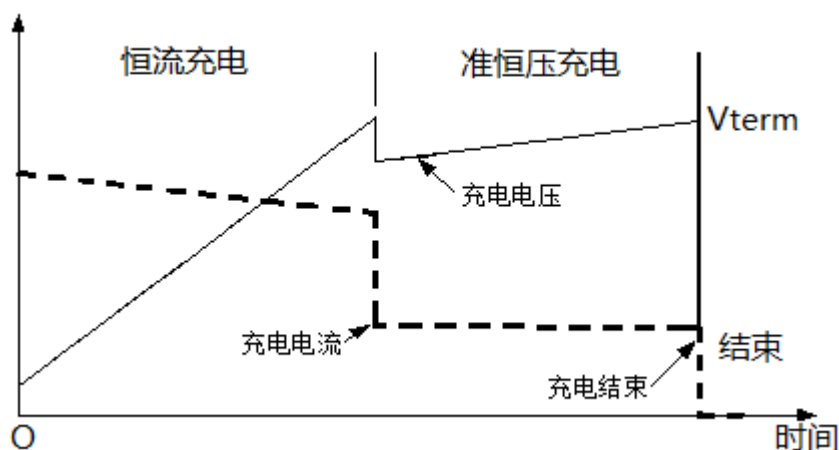 恒流充电
准恒压充电
Vterm
充电电压
充电电流
结束
充电结束
O
时间